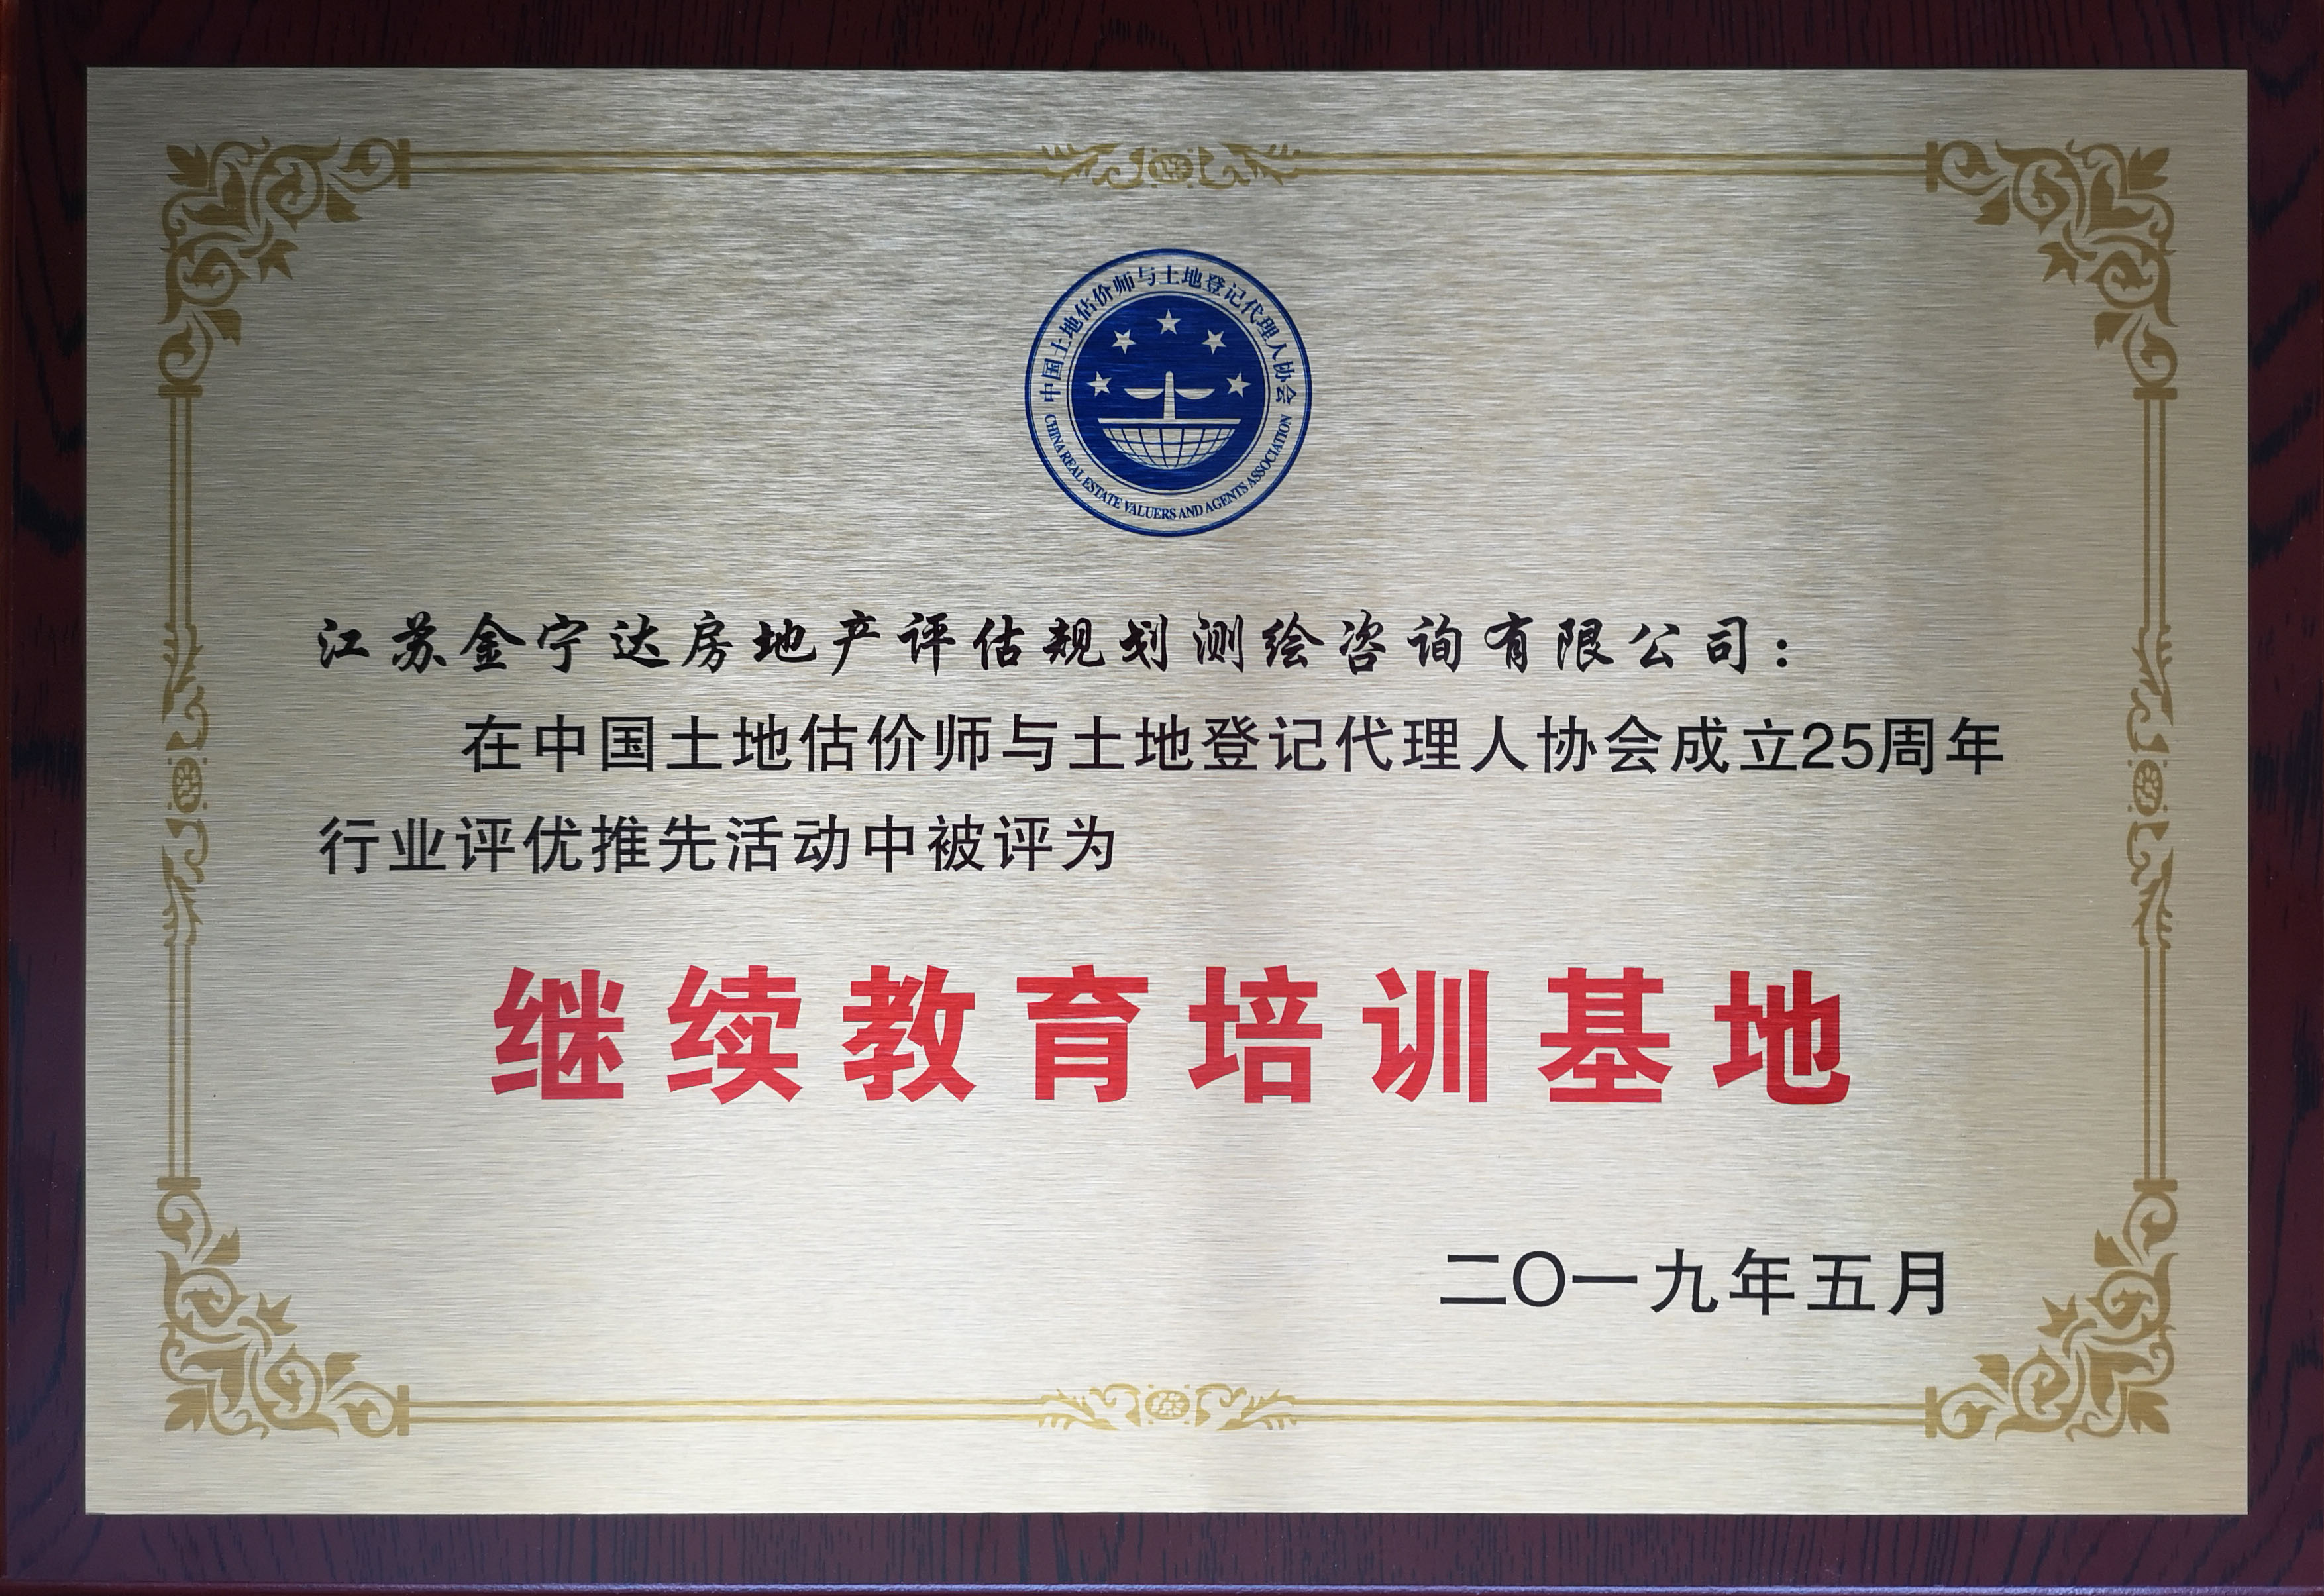 中国土地估价师与土地登记代理人协会
CHINA REAL ESTATE VALUERS AND AGENTS ASSOCIATION
江苏金宁达房地产评估规划测绘咨询有限公司：
在中国土地估价师与土地登记代理人协会成立25周年
行业评优推先活动中被评为
继续教育培训基地
二〇一九年五月